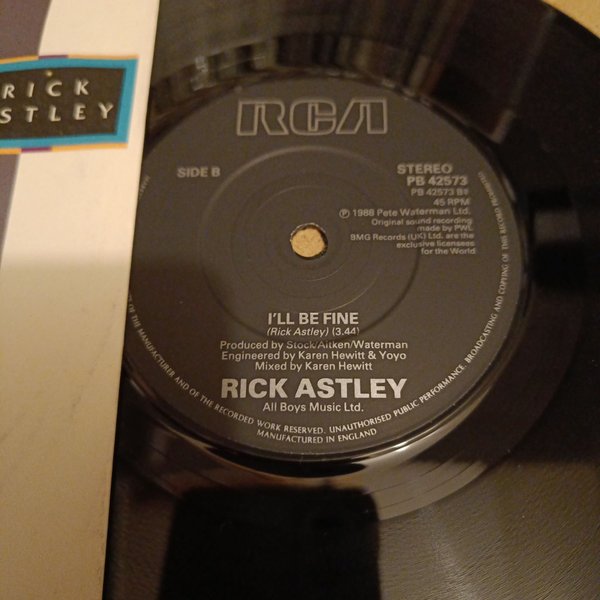 RICK
STLEY
RCA
SIDE B
STEREO
PB 42573
PB 42573 B
45 RPM
Ⓟ 1988 Pete Waterman Ltd.
Original sound recording
made by PWL
BMG Records (UK) Ltd. are the
exclusive licensees
for the World
I'LL BE FINE
(Rick Astley) (3.44)
Produced by Stock/Aitken/Waterman
Engineered by Karen Hewitt & Yoyo
Mixed by Karen Hewitt
RICK ASTLEY
All Boys Music Ltd.
OF THE MANUFACTURER AND OF THE OWNER OF THE RECORDED WORK RESERVED. UNAUTHORISED PUBLIC PERFORMANCE, BROADCASTING AND COPYING OF THIS RECORD PROHIBITED
MANUFACTURED IN ENGLAND